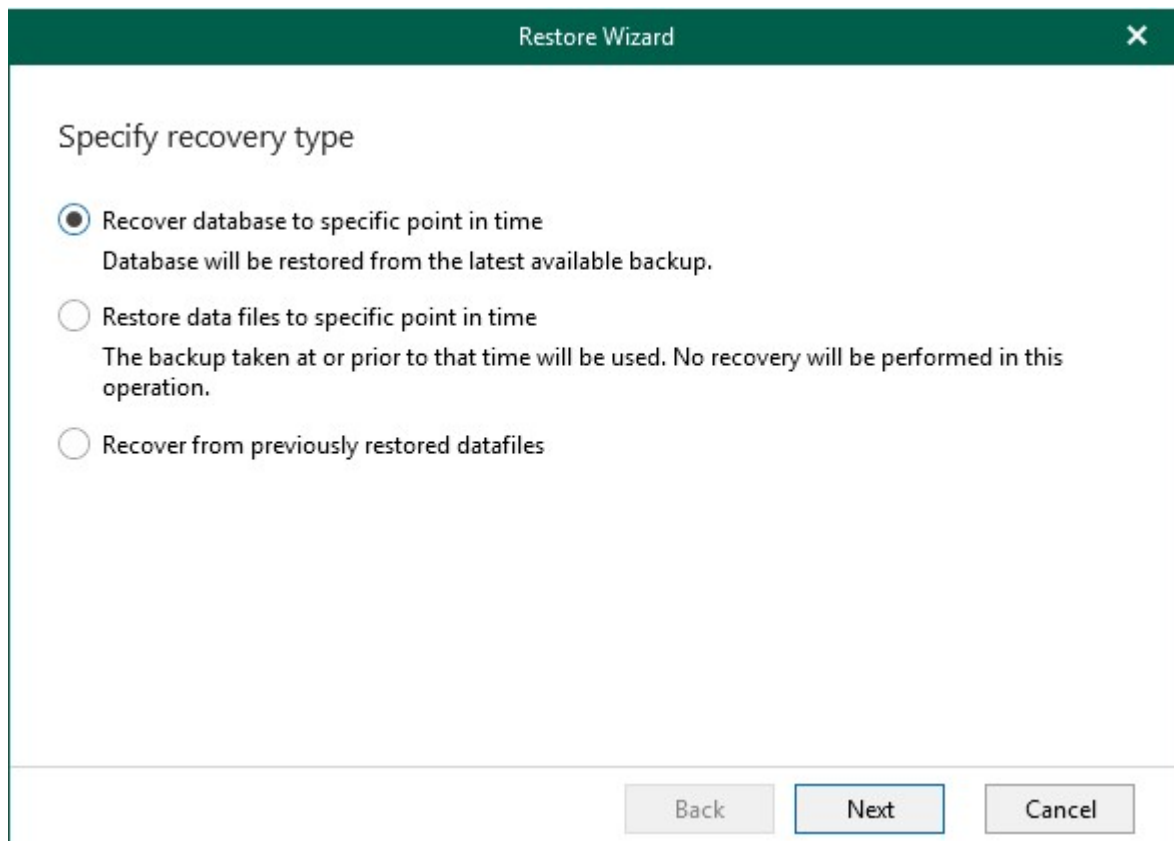 Restore Wizard
Specify recovery type
Recover database to specific point in time
Database will be restored from the latest available backup.
Restore data files to specific point in time
The backup taken at or prior to that time will be used. No recovery will be performed in this
operation.
Recover from previously restored datafiles
Back
Next
Cancel